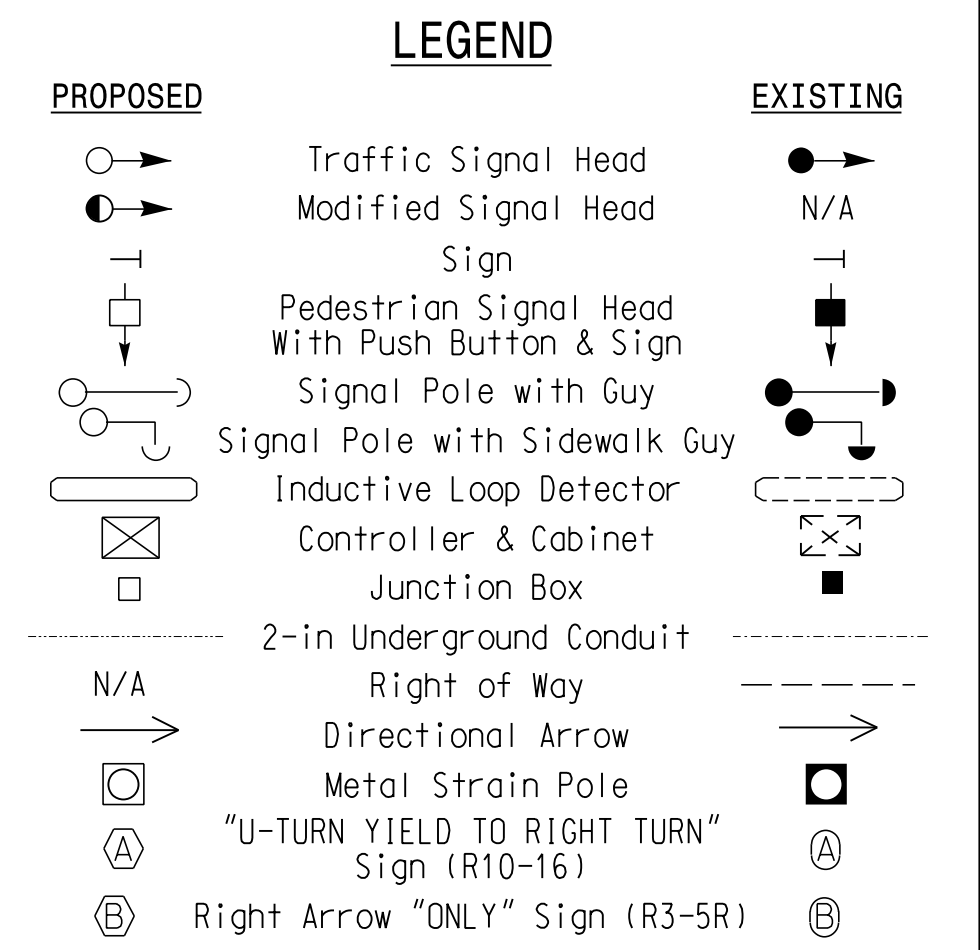 LEGEND
PROPOSED EXISTING
Traffic Signal Head
Modified Signal Head N/A
Sign
Pedestrian Signal Head
With Push Button & Sign
Signal Pole with Guy
Signal Pole with Sidewalk Guy
Inductive Loop Detector
Controller & Cabinet
Junction Box
2-in Underground Conduit
N/A Right of Way
Directional Arrow
Metal Strain Pole
"U-TURN YIELD TO RIGHT TURN"
A Sign (R10-16) A
B Right Arrow "ONLY" Sign (R3-5R) B